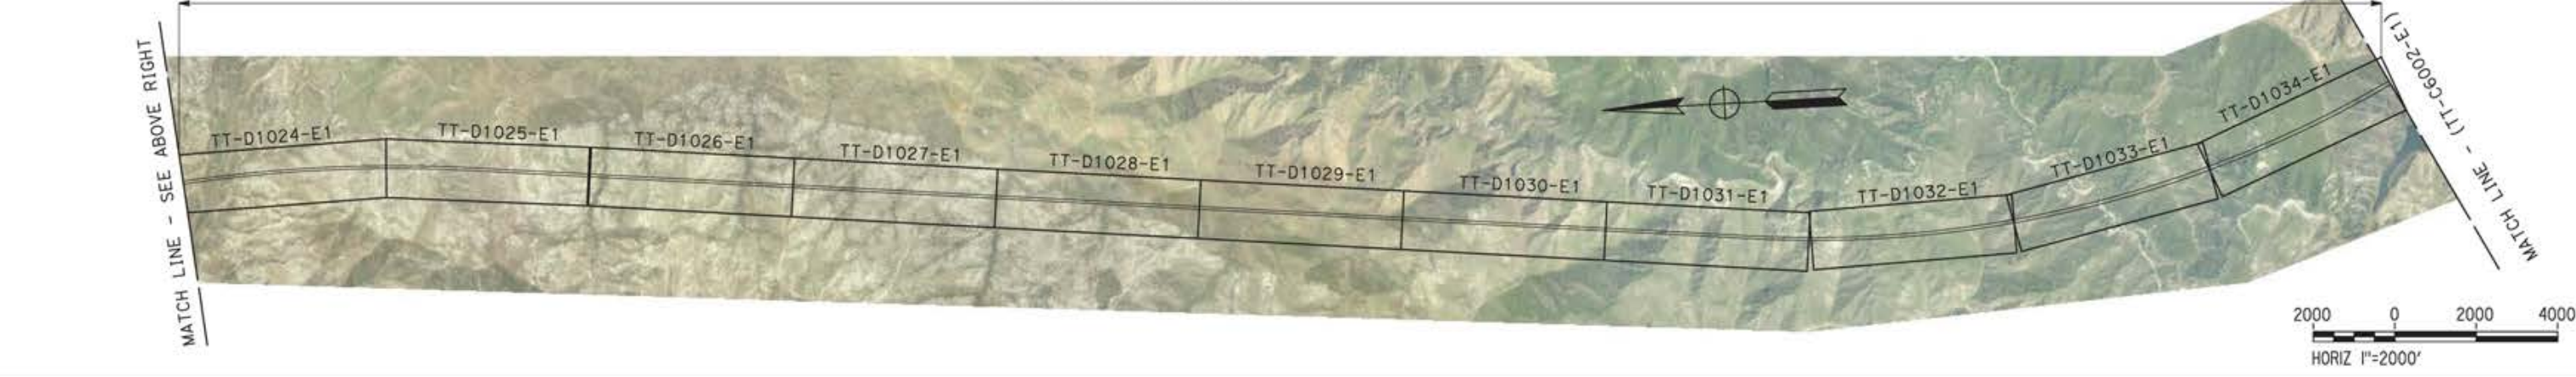 MATCH LINE - SEE ABOVE RIGHT
TT-D1024-E1
TT-D1025-E1
TT-D1026-E1
TT-D1027-E1
TT-D1028-E1
TT-D1029-E1
TT-D1030-E1
TT-D1031-E1
TT-D1032-E1
TT-D1033-E1
TT-D1034-E1
MATCH LINE - (TT-C6002-E1)
2000 0 2000 4000
HORIZ 1"=2000'